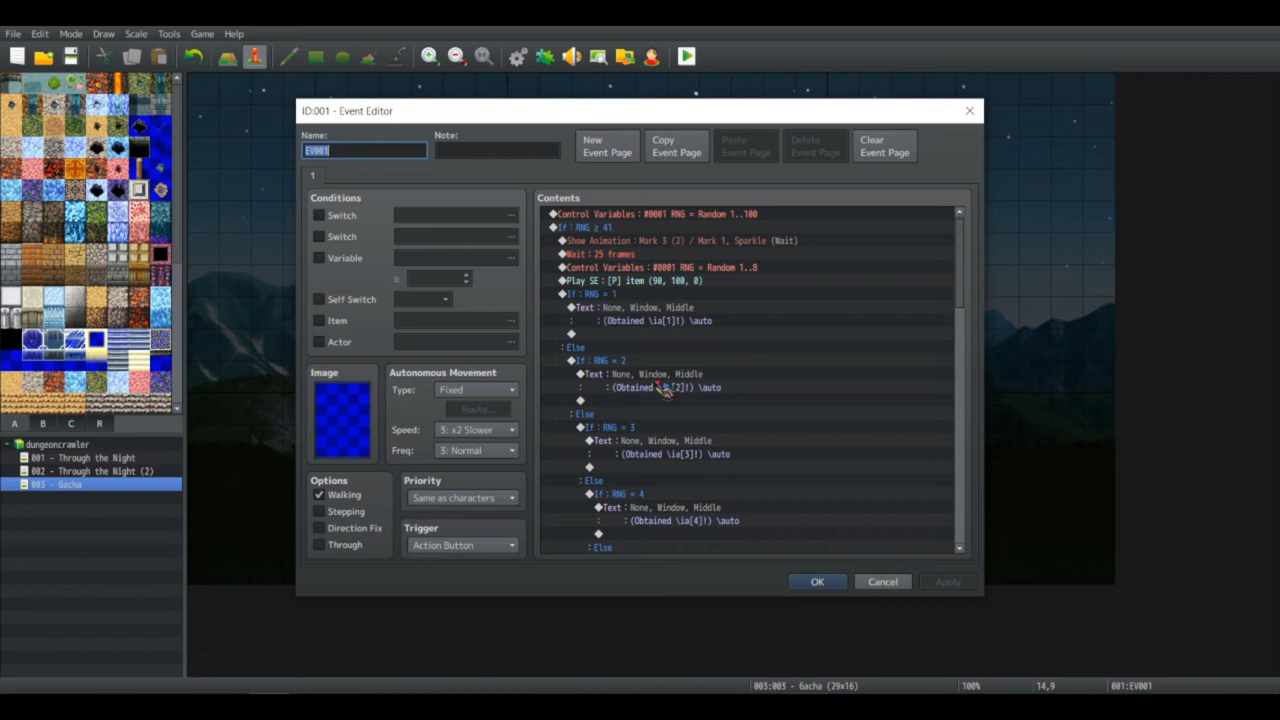 File Edit Mode Draw Scale Tools Game Help
ID:001 - Event Editor
Name:
Note:
EV001
New
Event Page
Copy
Event Page
Paste
Event Page
Delete
Event Page
Clear
Event Page
1
Conditions
Switch
Switch
Variable
≥
Self Switch
Item
Actor
Image
Autonomous Movement
Type: Fixed
Route...
Speed: 3: x2 Slower
Freq: 3: Normal
Options
Walking
Stepping
Direction Fix
Through
Priority
Same as characters
Trigger
Action Button
Contents
◆Control Variables : #0001 RNG = Random 1..100
◆If : RNG ≥ 41
◆Show Animation : Mark 3 (2) / Mark 1, Sparkle (Wait)
◆Wait : 25 frames
◆Control Variables : #0001 RNG = Random 1..8
◆Play SE : [P] item (90, 100, 0)
◆If : RNG = 1
◆Text : None, Window, Middle
: :(Obtained \ia[1]!) \auto
◆
: Else
◆If : RNG = 2
◆Text : None, Window, Middle
: :(Obtained [2]!) \auto
◆
: Else
◆If : RNG = 3
◆Text : None, Window, Middle
: :(Obtained \ia[3]!) \auto
◆
: Else
◆If : RNG = 4
◆Text : None, Window, Middle
: :(Obtained \ia[4]!) \auto
◆
: Else
OK
Cancel
Apply
A B C R
dungeoncrawler
001 - Through the Night
002 - Through the Night (2)
003 - Gacha
003:003 - Gacha (29x16)
100%
14,9
001:EV001